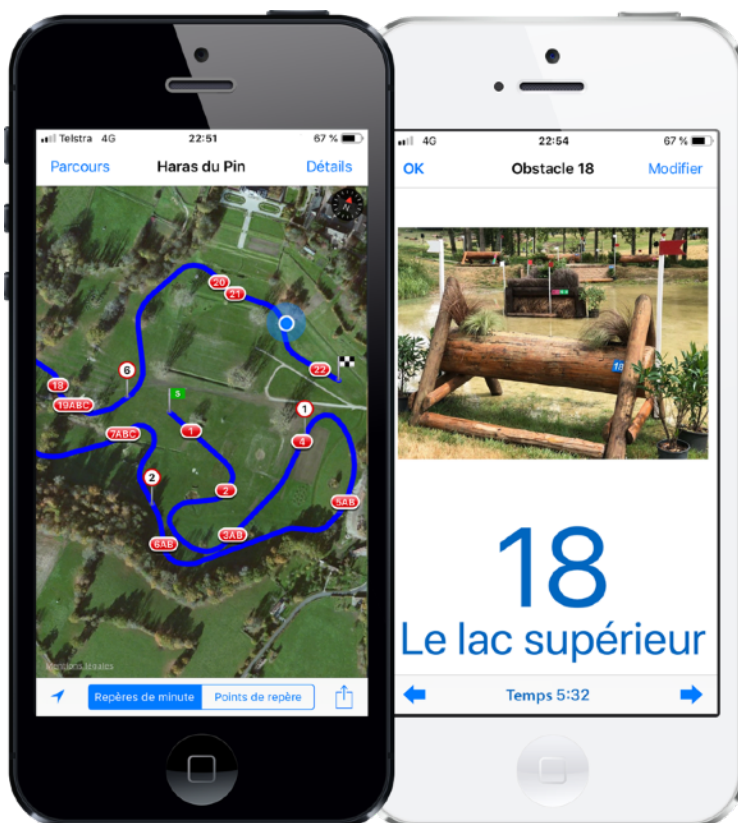 Telstra 4G 22:51 67 %
Parcours Haras du Pin Détails
N
20
21
22
6
18
19ABC
S
1
1
4
7ABC
2
2
5AB
3AB
6AB
Mentions légales
Repères de minute Points de repère
4G 22:54 67 %
OK Obstacle 18 Modifier
18
18
Le lac supérieur
Temps 5:32